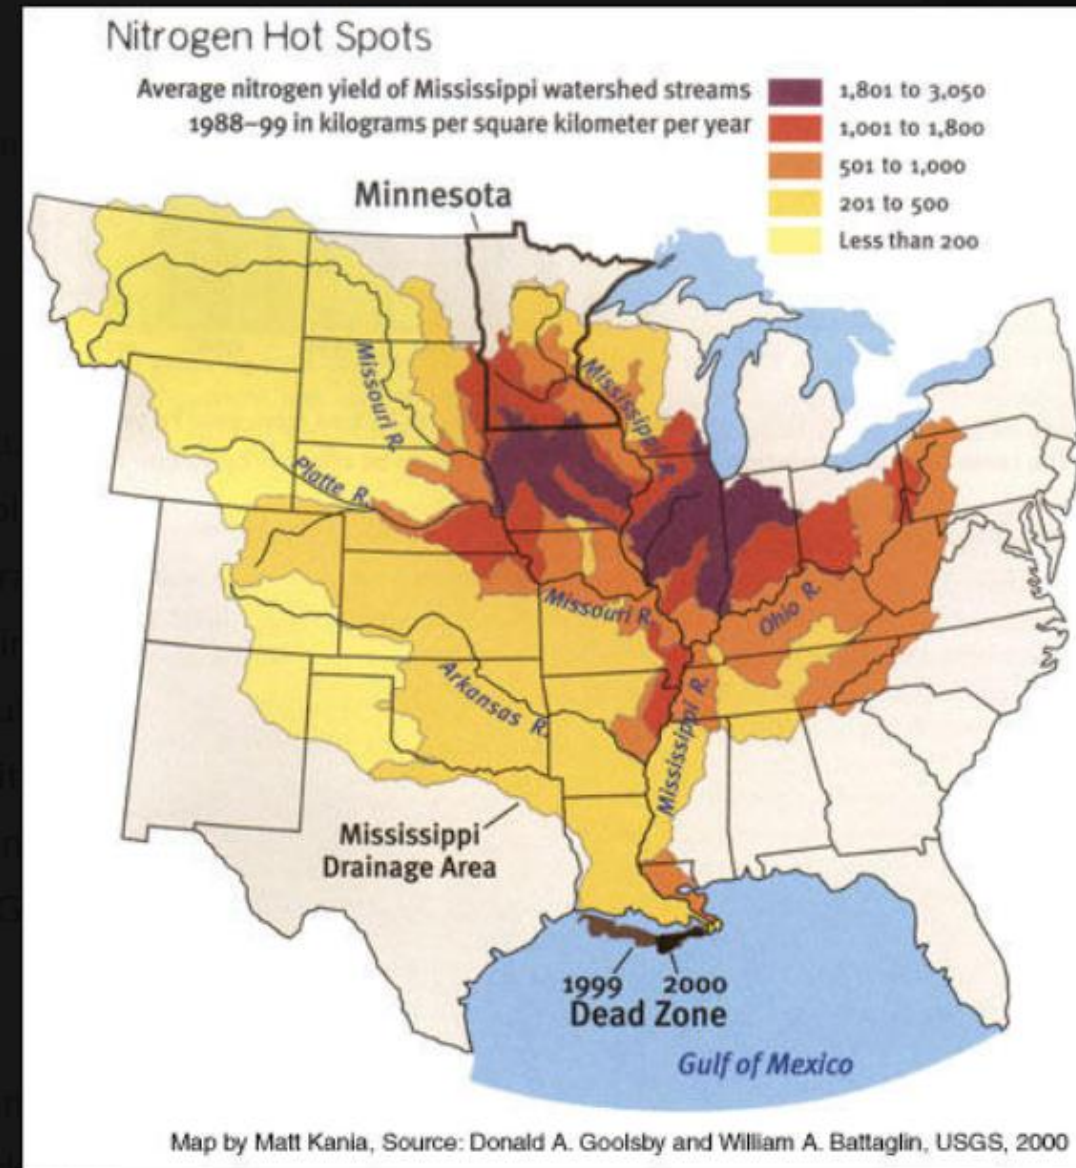 Nitrogen Hot Spots
Average nitrogen yield of Mississippi watershed streams
1988–99 in kilograms per square kilometer per year
1,801 to 3,050
1,001 to 1,800
501 to 1,000
201 to 500
Less than 200
Minnesota
Missouri R.
Mississippi R.
Platte R.
Missouri R.
Ohio R.
Arkansas R.
Mississippi R.
Mississippi
Drainage Area
1999
2000
Dead Zone
Gulf of Mexico
Map by Matt Kania, Source: Donald A. Goolsby and William A. Battaglin, USGS, 2000